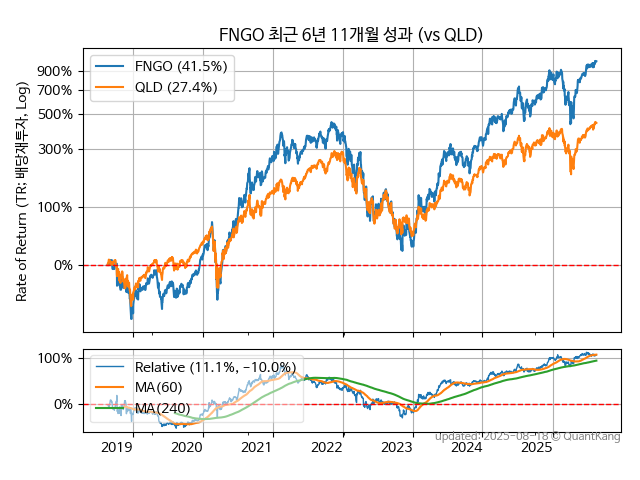 FNGO 최근 6년 11개월 성과 (vs QLD)
Rate of Return (TR: 배당재투자, Log)
900%
700%
500%
300%
100%
0%
FNGO (41.5%)
QLD (27.4%)
100%
0%
Relative (11.1%, −10.0%)
MA(60)
MA(240)
2019 2020 2021 2022 2023 2024 2025
updated: 2025-08-18 © QuantKang